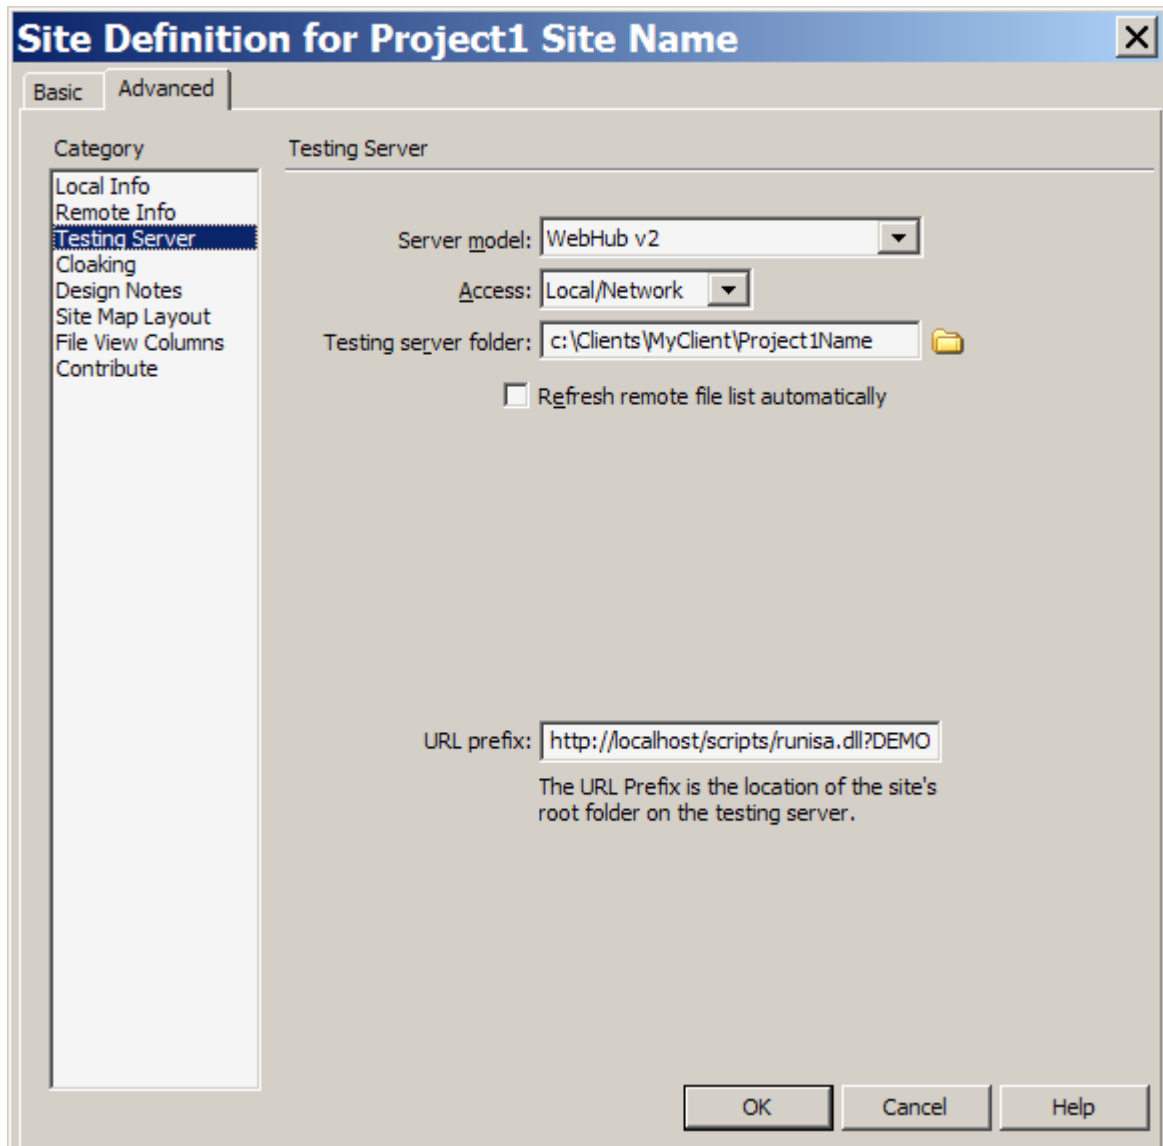 Site Definition for Project1 Site Name
Basic
Advanced
Category
Local Info
Remote Info
Testing Server
Cloaking
Design Notes
Site Map Layout
File View Columns
Contribute
Testing Server
Server model: WebHub v2
Access: Local/Network
Testing server folder: c:\Clients\MyClient\Project1Name
Refresh remote file list automatically
URL prefix: http://localhost/scripts/runisa.dll?DEMO
The URL Prefix is the location of the site's
root folder on the testing server.
OK
Cancel
Help